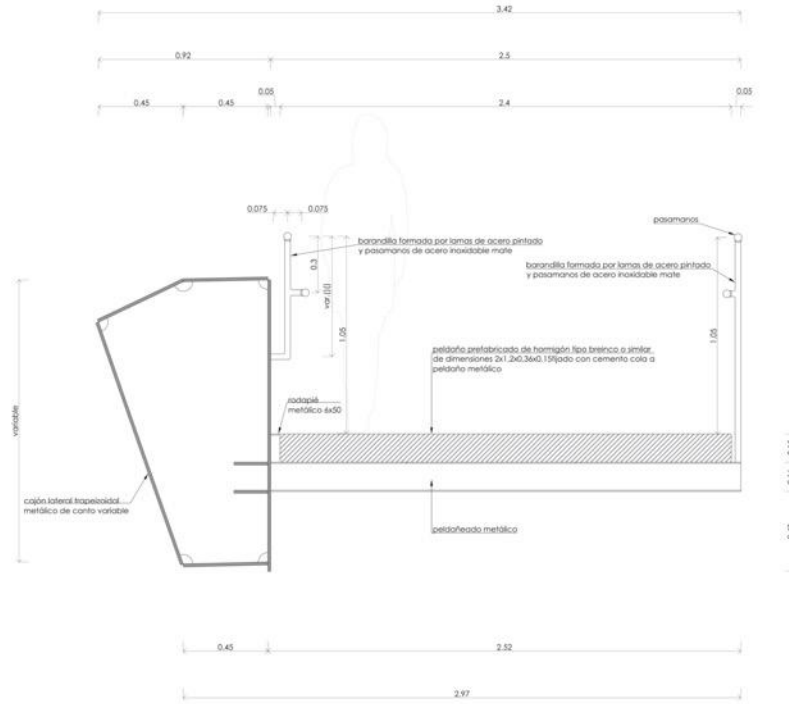 3.42
0.92
2.5
0.45
0.45
0.05
2.4
0.05
0.075
0.075
pasamanos
barandilla formada por lamas de acero pintado
y pasamanos de acero inoxidable mate
barandilla formada por lamas de acero pintado
y pasamanos de acero inoxidable mate
0.3
1.05
1.05
variable
peldaño prefabricado de hormigón tipo breinco o similar
de dimensiones 2x1.2x0.36x0.15fijado con cemento cola a
peldaño metálico
rodapié
metálico 6x50
cajón lateral trapeizoidal
metálico de canto variable
peldañeado metálico
0.45
2.52
2.97